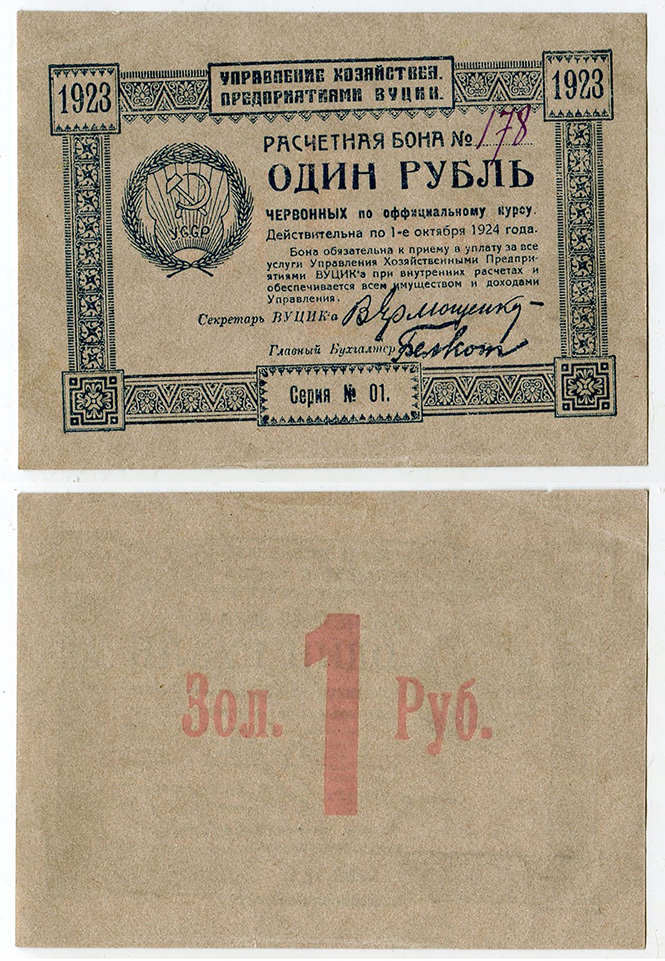 1923
УПРАВЛЕНИЕ ХОЗЯЙСТВЕН.
ПРЕДПРИЯТИЯМИ ВУЦИК.
1923
РАСЧЕТНАЯ БОНА № 178
ОДИН РУБЛЬ
ЧЕРВОННЫХ по оффициальному курсу.
Действительна по 1-е октября 1924 года.
Бона обязательна к приему в уплату за все
услуги Управления Хозяйственными Предпри-
ятиями ВУЦИК'а при внутренних расчетах и
обеспечивается всем имуществом и доходами
Управления.
УССР
Секретарь ВУЦИК-а
Главный Бухгалтер
Серия № 01.
Зол. 1 Руб.